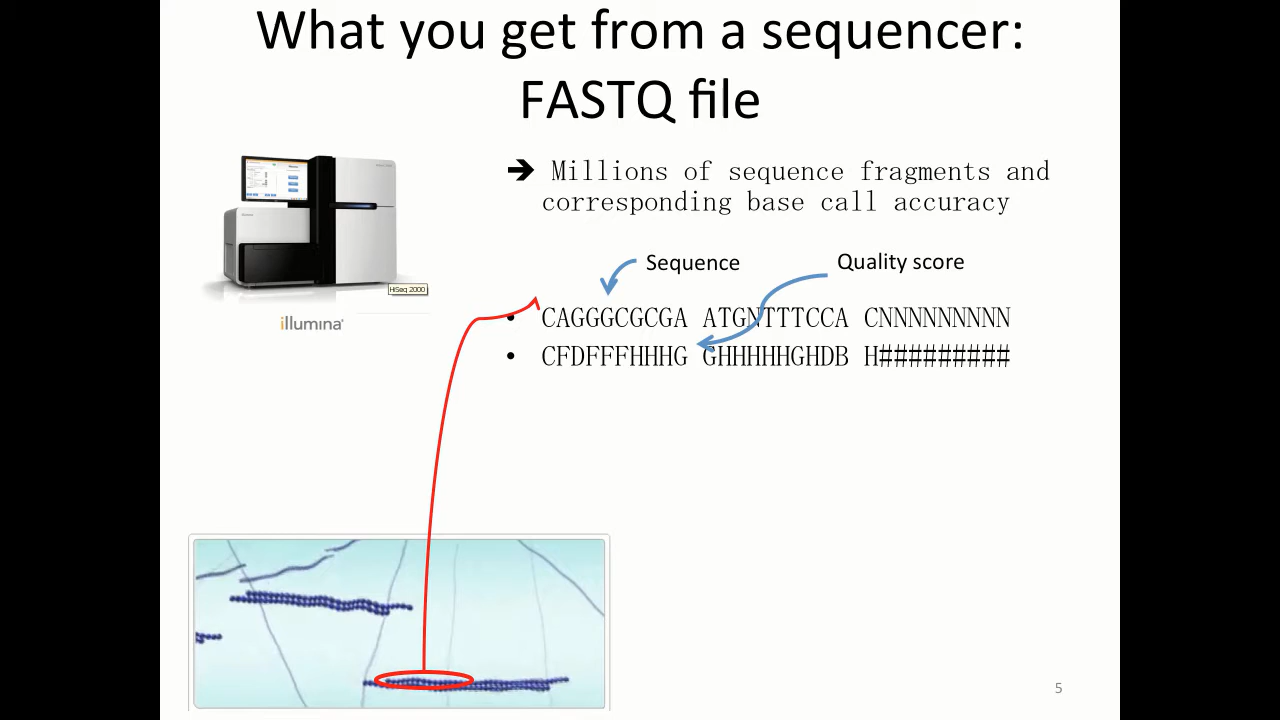 What you get from a sequencer:
FASTQ file
➔ Millions of sequence fragments and
corresponding base call accuracy
Sequence
Quality score
• CAGGGCGCGA ATGNTTTCCA CNNNNNNNNN
• CFDFFFHHHG GHHHHHGHDB H#########
HiSeq 2000
illumina®
5